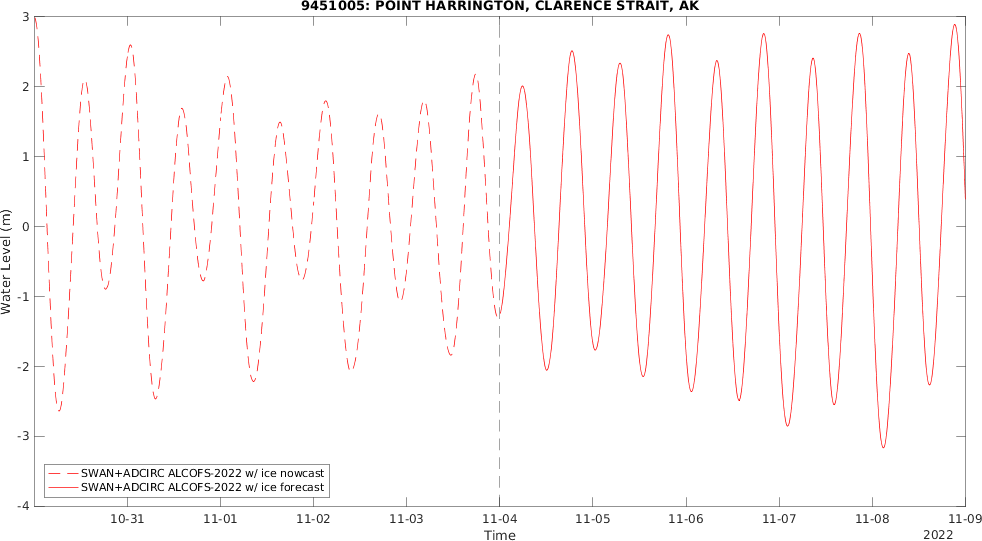 9451005: POINT HARRINGTON, CLARENCE STRAIT, AK
3
2
1
0
-1
-2
-3
-4
Water Level (m)
SWAN+ADCIRC ALCOFS-2022 w/ ice nowcast
SWAN+ADCIRC ALCOFS-2022 w/ ice forecast
10-31 11-01 11-02 11-03 11-04 11-05 11-06 11-07 11-08 11-09
Time
2022